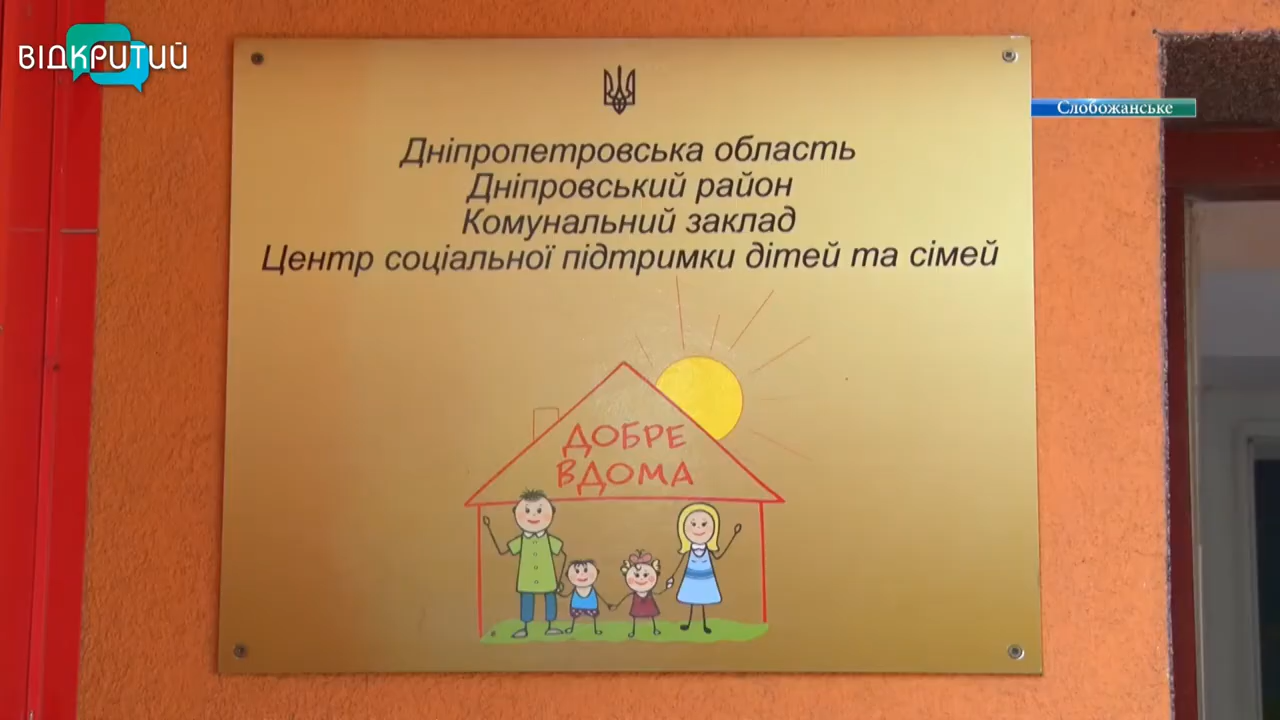 ВІДКРИТИЙ
Слобожанське
Дніпропетровська область
Дніпровський район
Комунальний заклад
Центр соціальної підтримки дітей та сімей
ДОБРЕ
ВДОМА